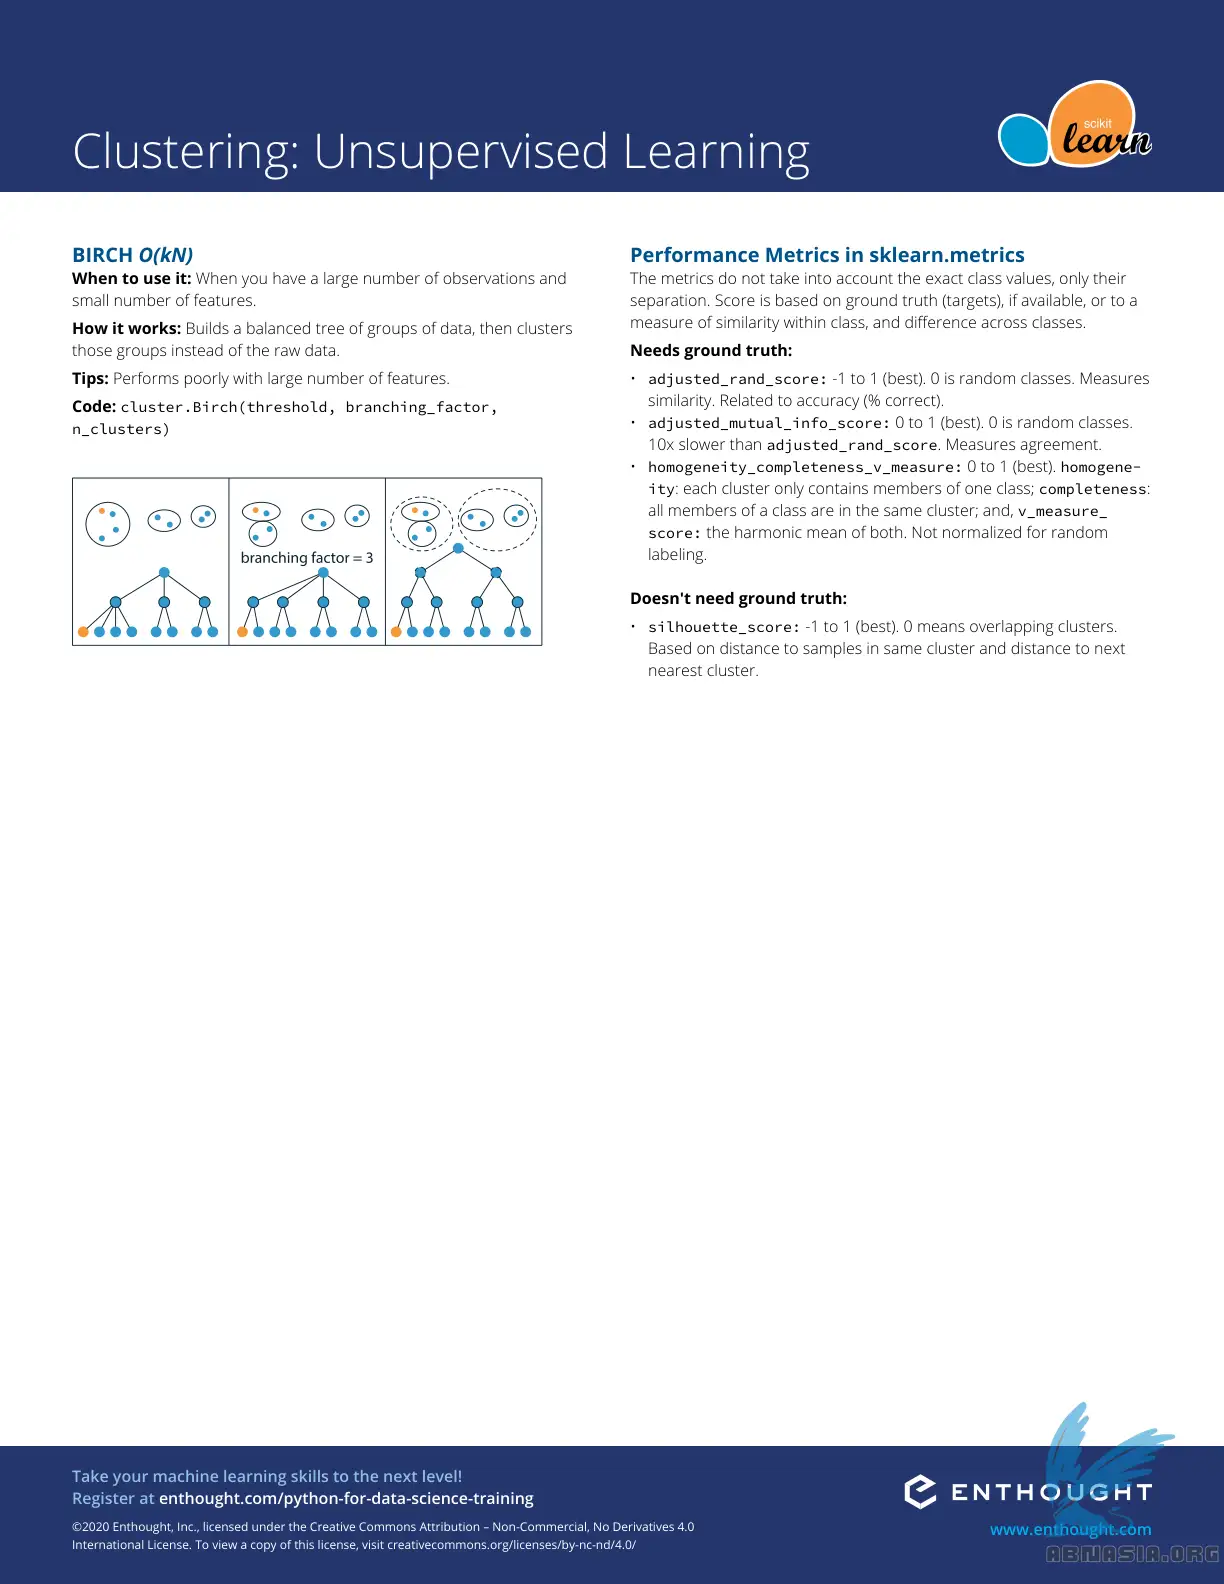 Clustering: Unsupervised Learning
scikit
learn
BIRCH O(kN)
When to use it: When you have a large number of observations and
small number of features.
How it works: Builds a balanced tree of groups of data, then clusters
those groups instead of the raw data.
Tips: Performs poorly with large number of features.
Code: cluster.Birch(threshold, branching_factor,
n_clusters)
branching factor = 3
Performance Metrics in sklearn.metrics
The metrics do not take into account the exact class values, only their
separation. Score is based on ground truth (targets), if available, or to a
measure of similarity within class, and difference across classes.
Needs ground truth:
• adjusted_rand_score: -1 to 1 (best). 0 is random classes. Measures
similarity. Related to accuracy (% correct).
• adjusted_mutual_info_score: 0 to 1 (best). 0 is random classes.
10x slower than adjusted_rand_score. Measures agreement.
• homogeneity_completeness_v_measure: 0 to 1 (best). homogene-
ity: each cluster only contains members of one class; completeness:
all members of a class are in the same cluster; and, v_measure_
score: the harmonic mean of both. Not normalized for random
labeling.
Doesn't need ground truth:
• silhouette_score: -1 to 1 (best). 0 means overlapping clusters.
Based on distance to samples in same cluster and distance to next
nearest cluster.
Take your machine learning skills to the next level!
Register at enthought.com/python-for-data-science-training
©2020 Enthought, Inc., licensed under the Creative Commons Attribution – Non-Commercial, No Derivatives 4.0
International License. To view a copy of this license, visit creativecommons.org/licenses/by-nc-nd/4.0/
ENTHOUGHT
www.enthought.com
ABMASIA.ORG